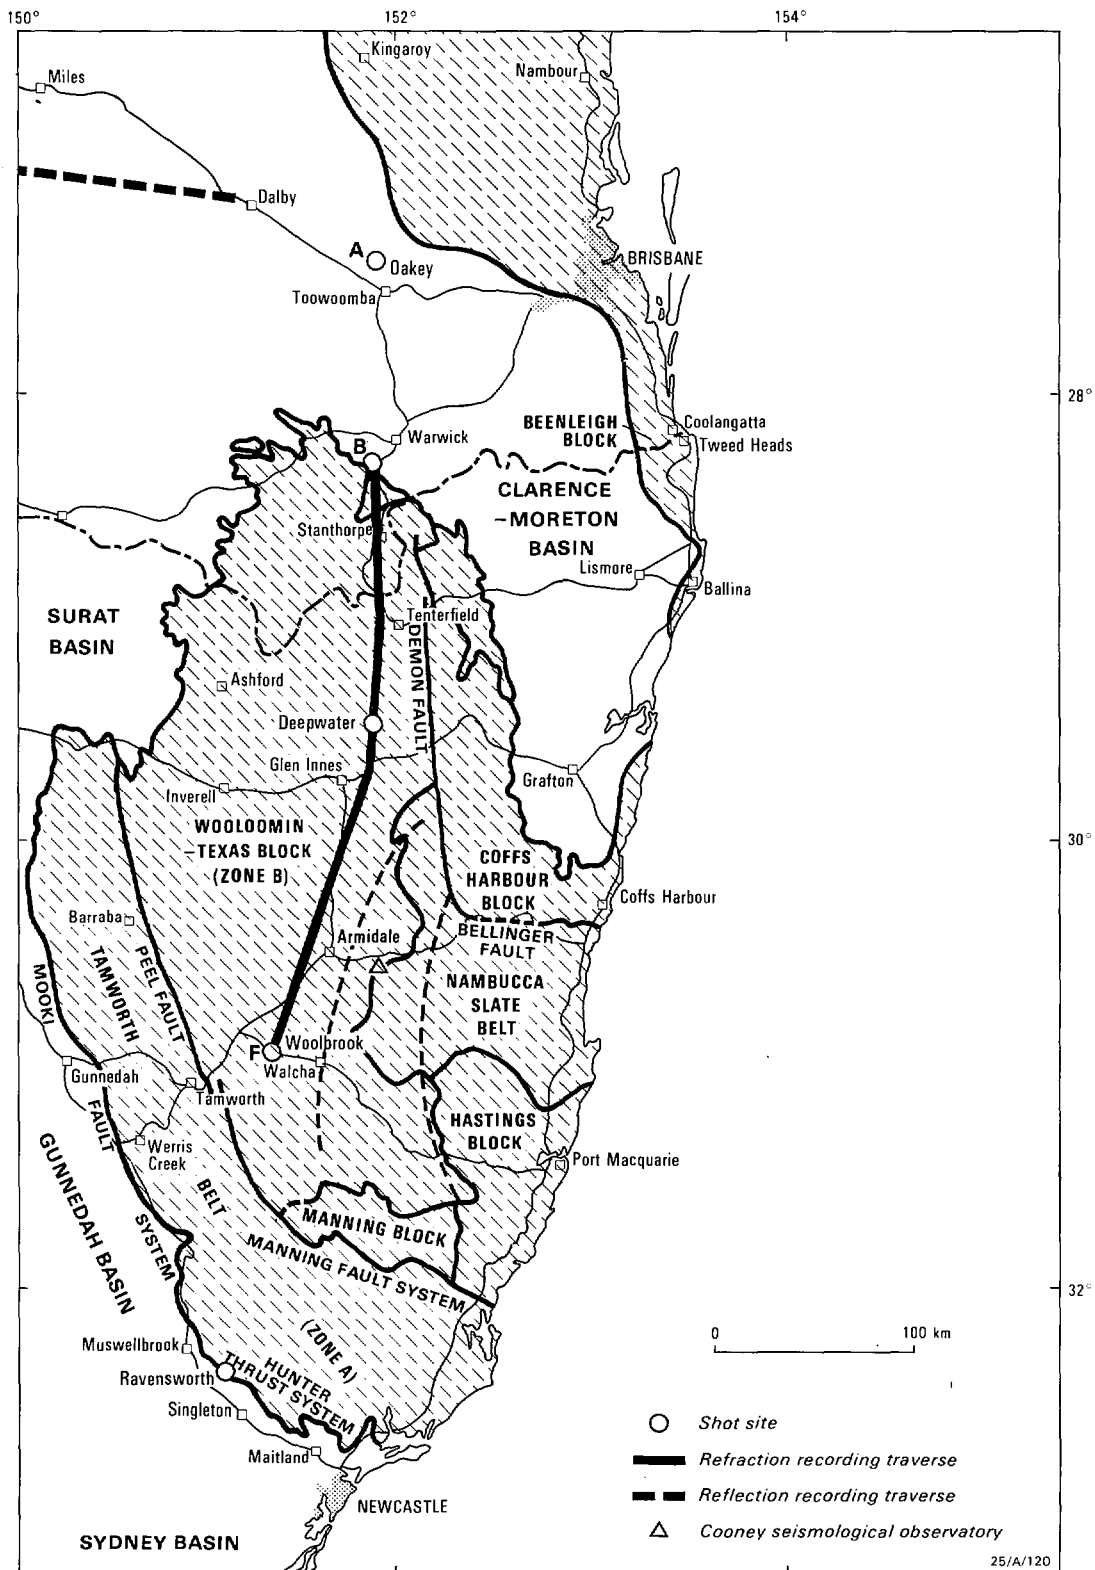 150°
152°
154°
Kingaroy
Nambour
Miles
Dalby
A
Oakey
BRISBANE
Toowoomba
28°
BEENLEIGH
BLOCK
Coolangatta
Tweed Heads
Warwick
B
CLARENCE
-MORETON
BASIN
Stanthorpe
Lismore
Ballina
SURAT
BASIN
Tenterfield
DEMON FAULT
Ashford
Deepwater
Glen Innes
Inverell
Grafton
WOOLOOMIN
-TEXAS BLOCK
(ZONE B)
30°
COFFS
HARBOUR
BLOCK
Coffs Harbour
Barraba
Armidale
BELLINGER
FAULT
PEEL FAULT
TAMWORTH
BELT
NAMBUCCA
SLATE
BELT
MOOKI
FAULT
SYSTEM
F
Woolbrook
Walcha
Gunnedah
Tamworth
HASTINGS
BLOCK
Werris
Creek
Port Macquarie
GUNNEDAH BASIN
MANNING BLOCK
MANNING FAULT SYSTEM
32°
(ZONE A)
HUNTER
THRUST SYSTEM
Muswellbrook
Ravensworth
Singleton
Maitland
NEWCASTLE
SYDNEY BASIN
0 100 km
Shot site
Refraction recording traverse
Reflection recording traverse
Cooney seismological observatory
25/A/120